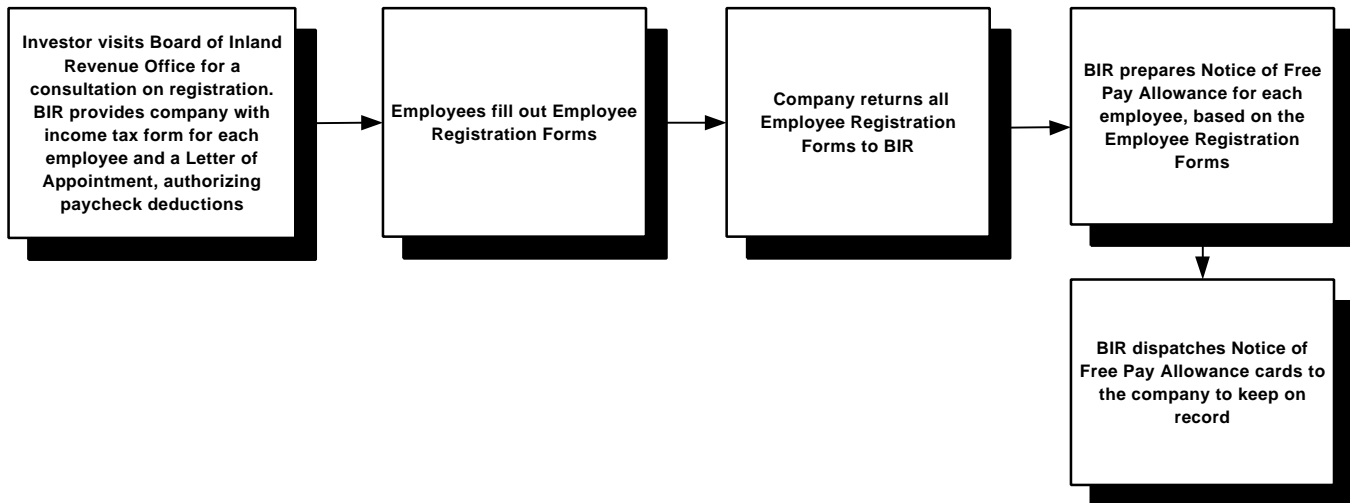 Investor visits Board of Inland
Revenue Office for a
consultation on registration.
BIR provides company with
income tax form for each
employee and a Letter of
Appointment, authorizing
paycheck deductions
Employees fill out Employee
Registration Forms
Company returns all
Employee Registration
Forms to BIR
BIR prepares Notice of Free
Pay Allowance for each
employee, based on the
Employee Registration
Forms
BIR dispatches Notice of
Free Pay Allowance cards to
the company to keep on
record